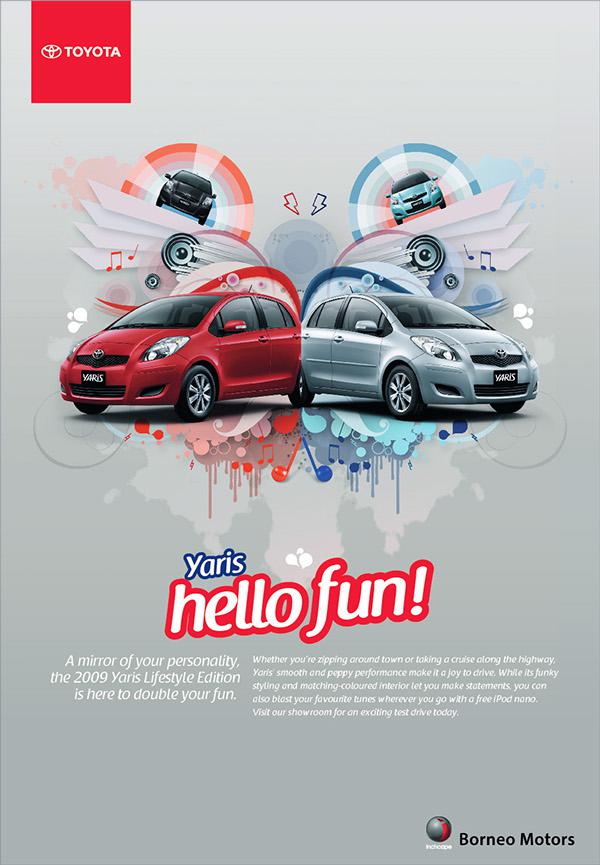 TOYOTA
YARIS
YARIS
Yaris
hello fun!
A mirror of your personality,
the 2009 Yaris Lifestyle Edition
is here to double your fun.
Whether you're zipping around town or taking a cruise along the highway,
Yaris' smooth and peppy performance make it a joy to drive. While its funky
styling and matching-coloured interior let you make statements, you can
also blast your favourite tunes wherever you go with a free iPod nano.
Visit our showroom for an exciting test drive today.
Inchcape
Borneo Motors